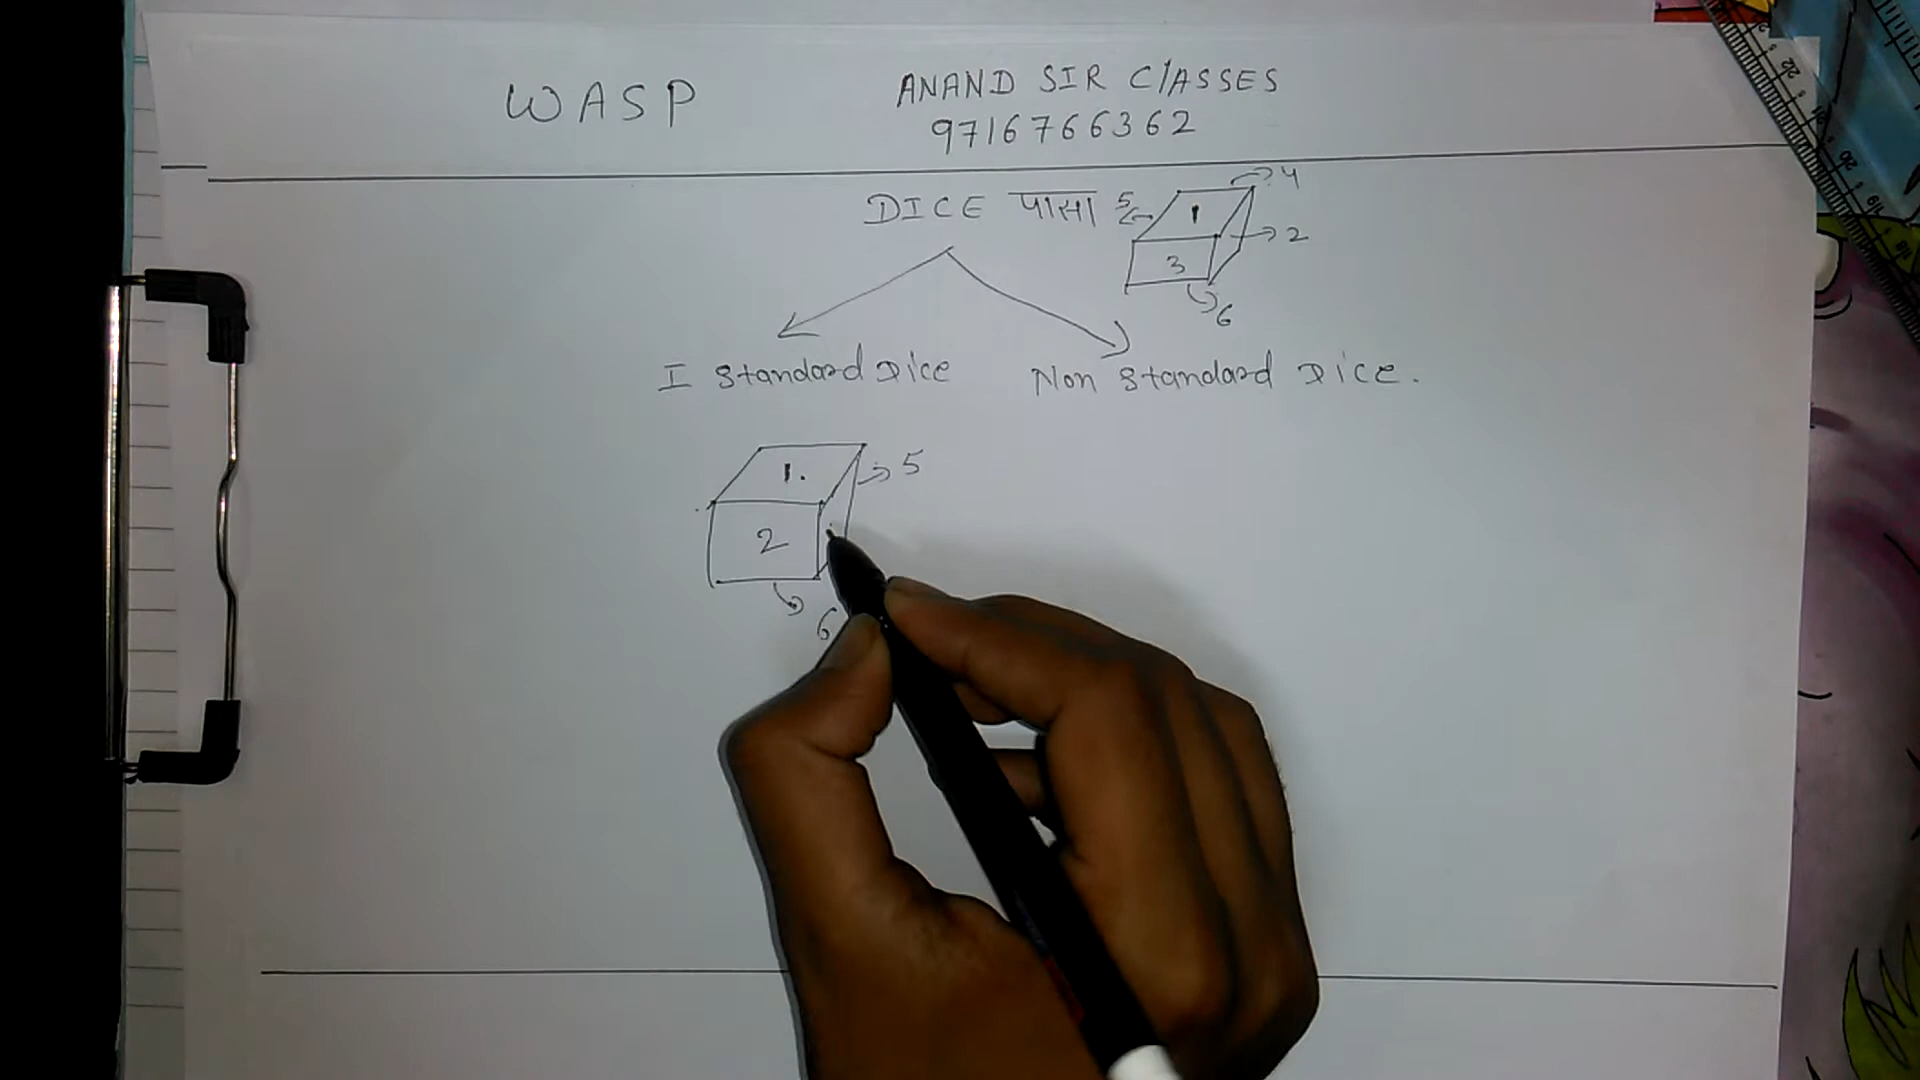 WASP
ANAND SIR ClASSES
9716766362
DICE पासा
5
1
4
2
3
6
I Standard Dice
Non Standard Dice.
1.
5
2
6